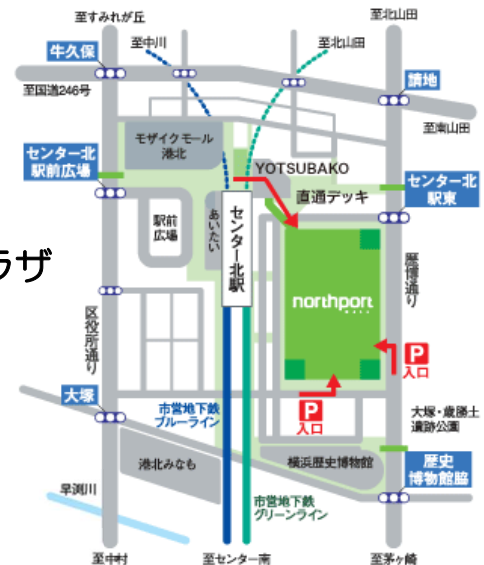 至すみれが丘
至北山田
牛久保
至中川
至北山田
至国道246号
請地
至南山田
モザイクモール
港北
センター北
駅前広場
YOTSUBAKO
直通デッキ
センター北
駅東
駅前
広場
あいたい
センター北駅
ラザ
northport
MALL
歴博通り
区役所通り
P
入口
大塚
市営地下鉄
ブルーライン
P
入口
大塚・歳勝土
遺跡公園
港北みなも
横浜歴史博物館
歴史
博物館脇
早渕川
市営地下鉄
グリーンライン
至中村
至センター南
至茅ヶ崎